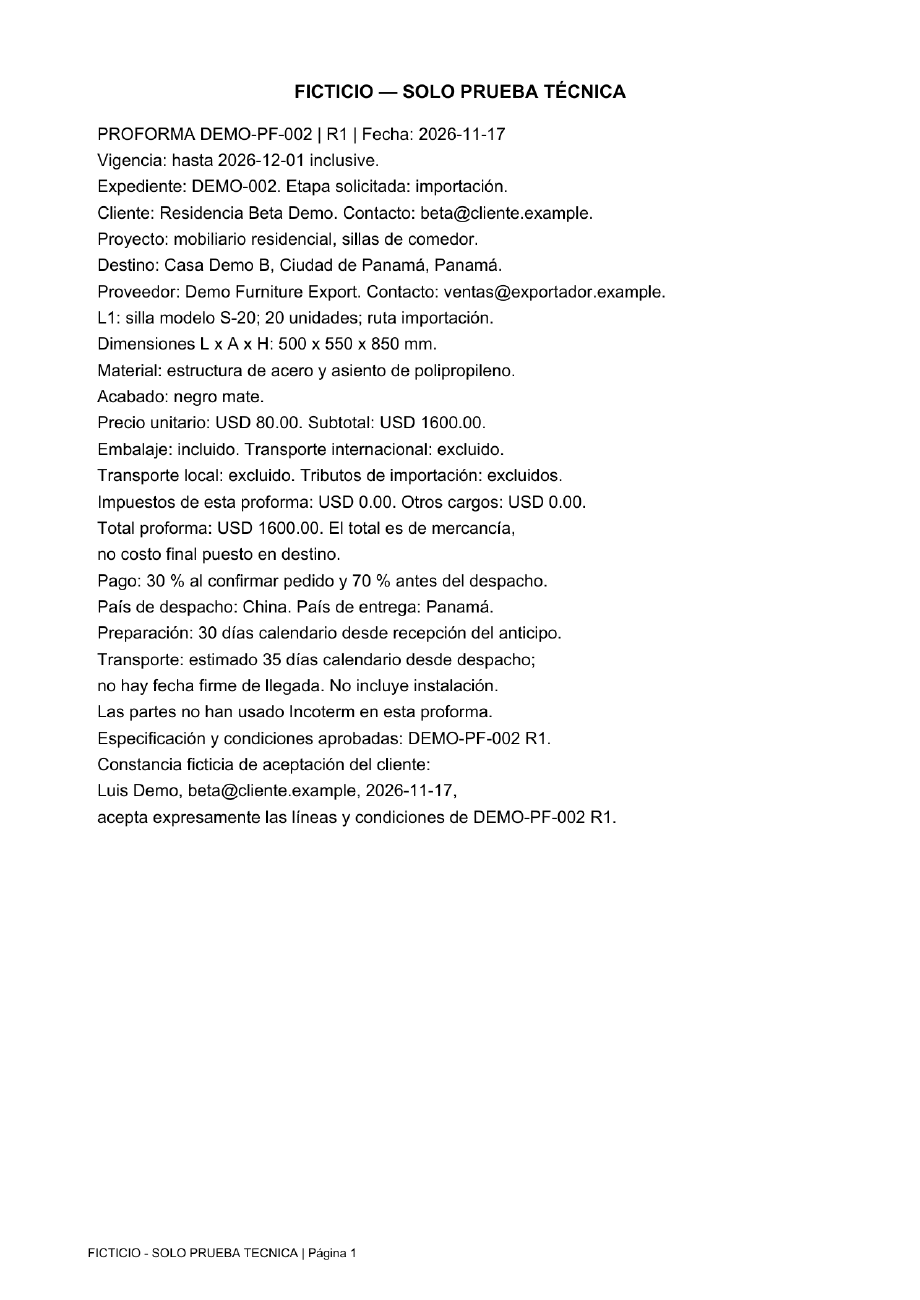 FICTICIO — SOLO PRUEBA TÉCNICA
PROFORMA DEMO-PF-002 | R1 | Fecha: 2026-11-17
Vigencia: hasta 2026-12-01 inclusive.
Expediente: DEMO-002. Etapa solicitada: importación.
Cliente: Residencia Beta Demo. Contacto: beta@cliente.example.
Proyecto: mobiliario residencial, sillas de comedor.
Destino: Casa Demo B, Ciudad de Panamá, Panamá.
Proveedor: Demo Furniture Export. Contacto: ventas@exportador.example.
L1: silla modelo S-20; 20 unidades; ruta importación.
Dimensiones L x A x H: 500 x 550 x 850 mm.
Material: estructura de acero y asiento de polipropileno.
Acabado: negro mate.
Precio unitario: USD 80.00. Subtotal: USD 1600.00.
Embalaje: incluido. Transporte internacional: excluido.
Transporte local: excluido. Tributos de importación: excluidos.
Impuestos de esta proforma: USD 0.00. Otros cargos: USD 0.00.
Total proforma: USD 1600.00. El total es de mercancía,
no costo final puesto en destino.
Pago: 30 % al confirmar pedido y 70 % antes del despacho.
País de despacho: China. País de entrega: Panamá.
Preparación: 30 días calendario desde recepción del anticipo.
Transporte: estimado 35 días calendario desde despacho;
no hay fecha firme de llegada. No incluye instalación.
Las partes no han usado Incoterm en esta proforma.
Especificación y condiciones aprobadas: DEMO-PF-002 R1.
Constancia ficticia de aceptación del cliente:
Luis Demo, beta@cliente.example, 2026-11-17,
acepta expresamente las líneas y condiciones de DEMO-PF-002 R1.
FICTICIO - SOLO PRUEBA TECNICA | Página 1